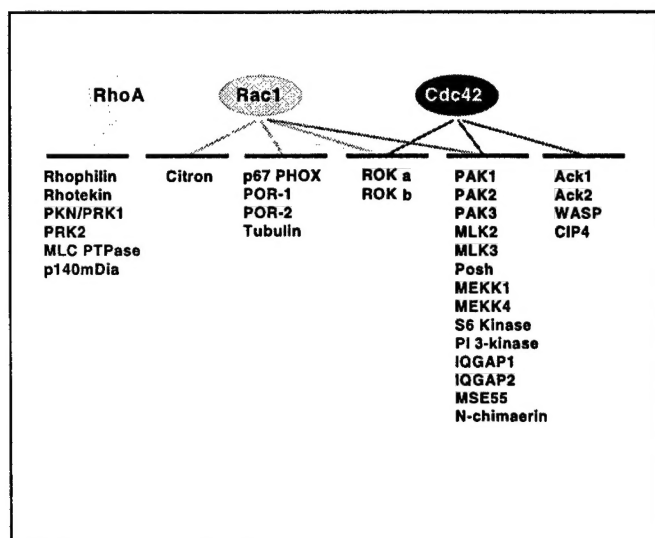 RhoA
Rac1
Cdc42
Rhophilin
Rhotekin
PKN/PRK1
PRK2
MLC PTPase
p140mDia
Citron
p67 PHOX
POR-1
POR-2
Tubulin
ROK a
ROK b
PAK1
PAK2
PAK3
MLK2
MLK3
Posh
MEKK1
MEKK4
S6 Kinase
PI 3-kinase
IQGAP1
IQGAP2
MSE55
N-chimaerin
Ack1
Ack2
WASP
CIP4